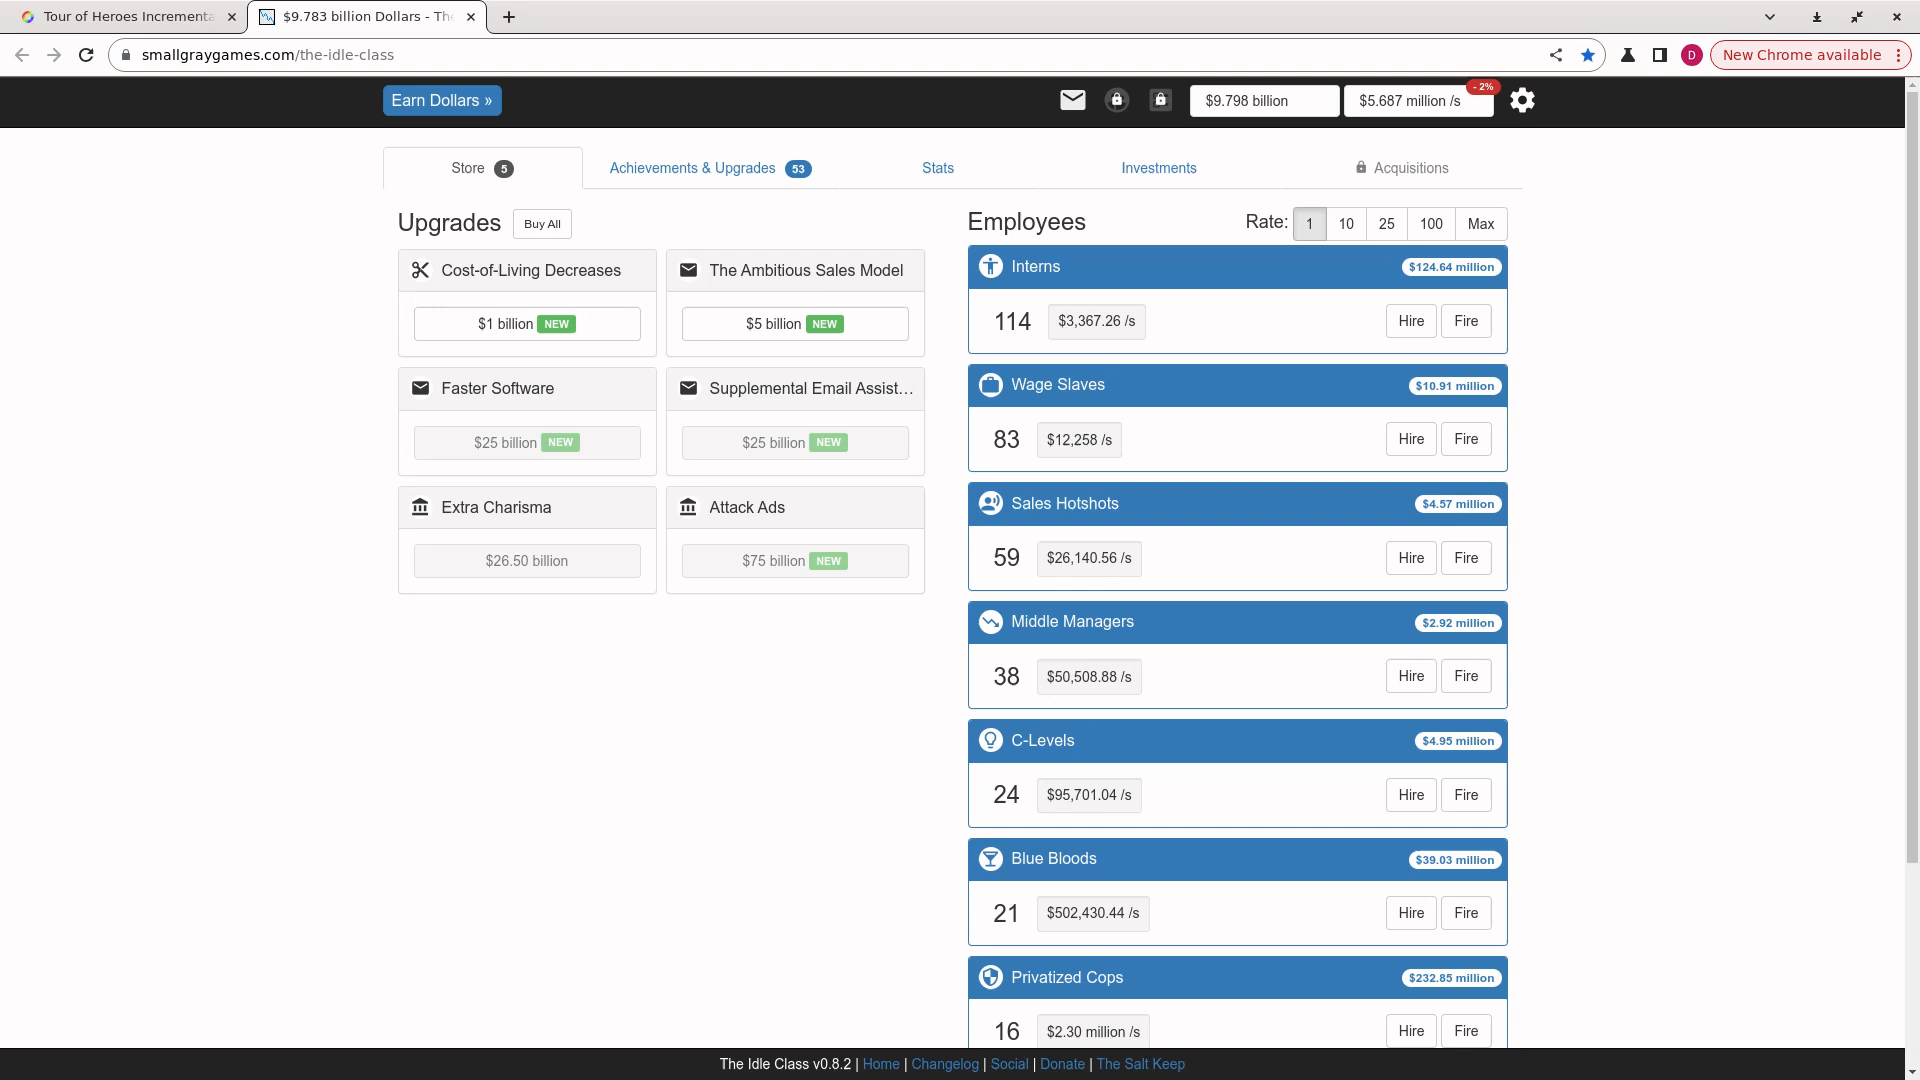 Tour of Heroes Incrementa
$9.783 billion Dollars - The
smallgraygames.com/the-idle-class
D
New Chrome available
Earn Dollars »
$9.798 billion
$5.687 million /s
- 2%
Store 5
Achievements & Upgrades 53
Stats
Investments
Acquisitions
Upgrades
Buy All
Cost-of-Living Decreases
$1 billion NEW
The Ambitious Sales Model
$5 billion NEW
Faster Software
$25 billion NEW
Supplemental Email Assist…
$25 billion NEW
Extra Charisma
$26.50 billion
Attack Ads
$75 billion NEW
Employees
Rate: 1 10 25 100 Max
Interns
$124.64 million
114 $3,367.26 /s Hire Fire
Wage Slaves
$10.91 million
83 $12,258 /s Hire Fire
Sales Hotshots
$4.57 million
59 $26,140.56 /s Hire Fire
Middle Managers
$2.92 million
38 $50,508.88 /s Hire Fire
C-Levels
$4.95 million
24 $95,701.04 /s Hire Fire
Blue Bloods
$39.03 million
21 $502,430.44 /s Hire Fire
Privatized Cops
$232.85 million
16 $2.30 million /s Hire Fire
The Idle Class v0.8.2 | Home | Changelog | Social | Donate | The Salt Keep